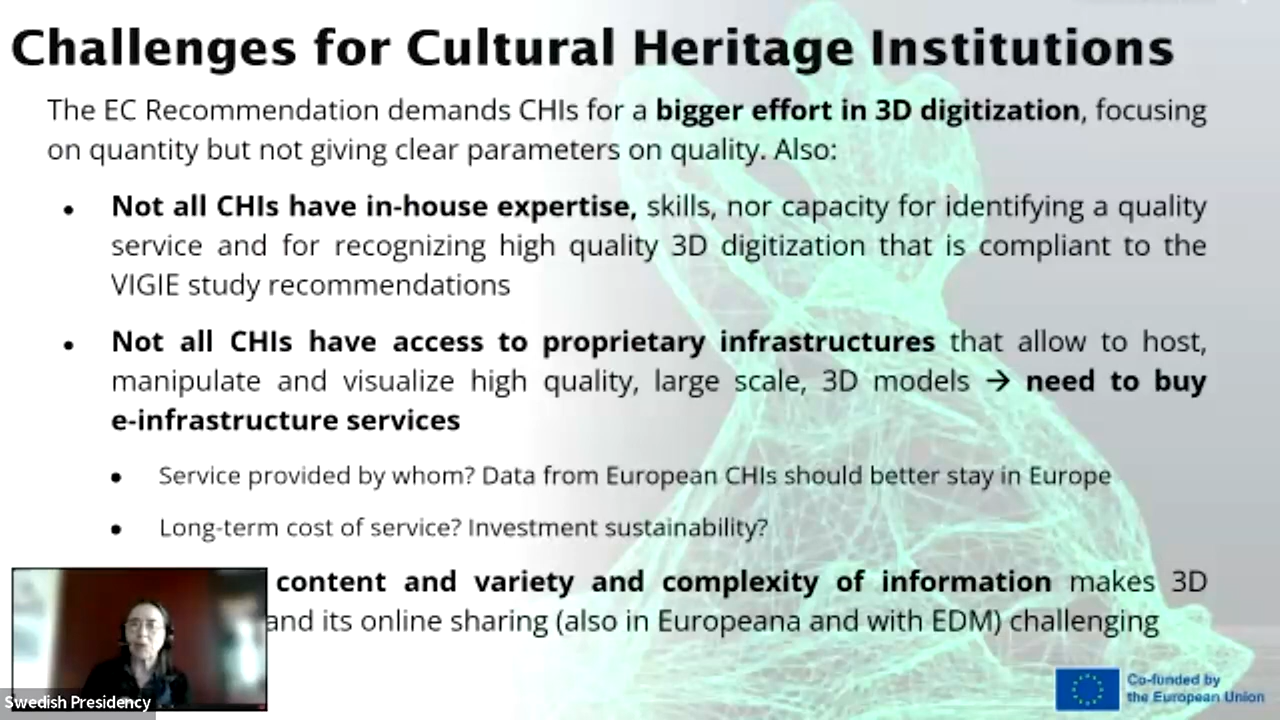 Challenges for Cultural Heritage Institutions
The EC Recommendation demands CHIs for a bigger effort in 3D digitization, focusing
on quantity but not giving clear parameters on quality. Also:
• Not all CHIs have in-house expertise, skills, nor capacity for identifying a quality
service and for recognizing high quality 3D digitization that is compliant to the
VIGIE study recommendations
• Not all CHIs have access to proprietary infrastructures that allow to host,
manipulate and visualize high quality, large scale, 3D models → need to buy
e-infrastructure services
• Service provided by whom? Data from European CHIs should better stay in Europe
• Long-term cost of service? Investment sustainability?
content and variety and complexity of information makes 3D
and its online sharing (also in Europeana and with EDM) challenging
Swedish Presidency
Co-funded by
the European Union